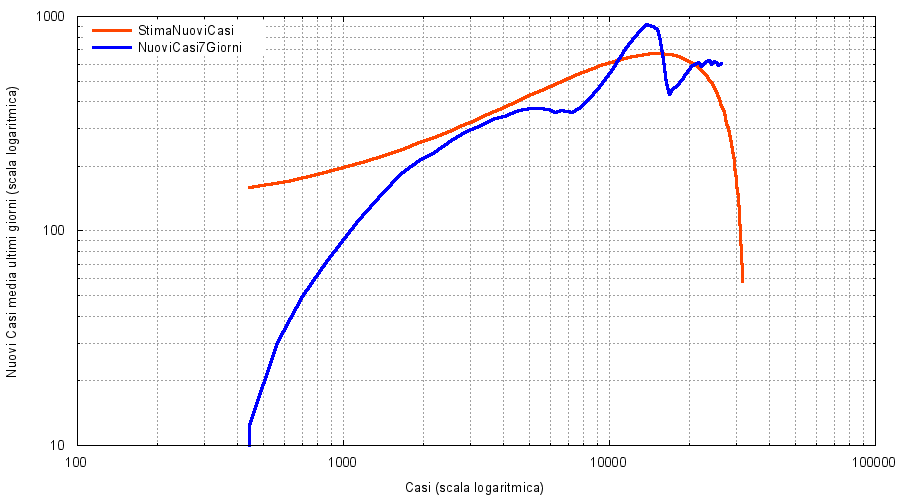 1000
StimaNuoviCasi
NuoviCasi7Giorni
Nuovi Casi media ultimi giorni (scala logaritmica)
100
10
100 1000 10000 100000
Casi (scala logaritmica)